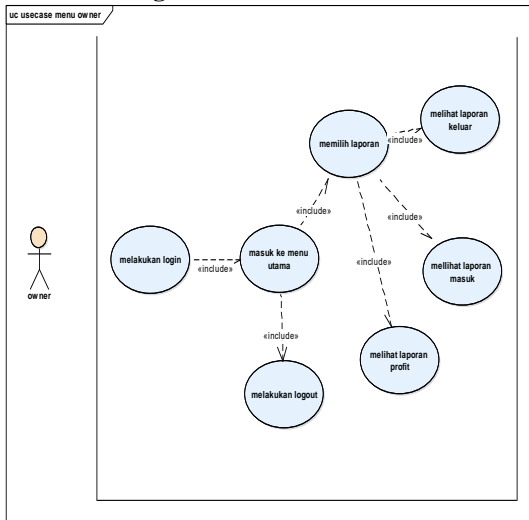 uc usecase menu owner
melihat laporan
keluar
memilih laporan
«include»
«include»
melakukan login
«include»
masuk ke menu
utama
«include»
mellihat laporan
masuk
«include»
owner
«include»
melihat laporan
profit
melakukan logout